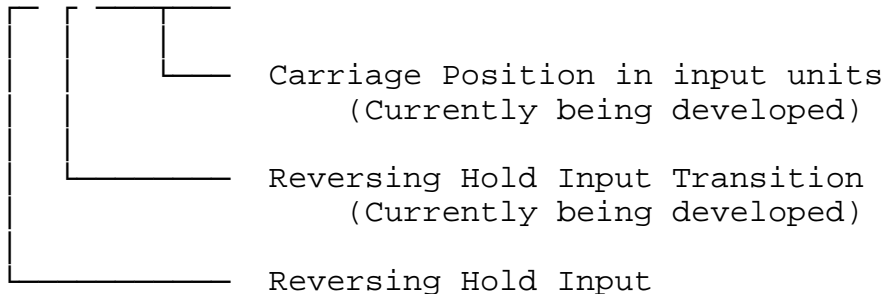 Carriage Position in input units
(Currently being developed)
Reversing Hold Input Transition
(Currently being developed)
Reversing Hold Input